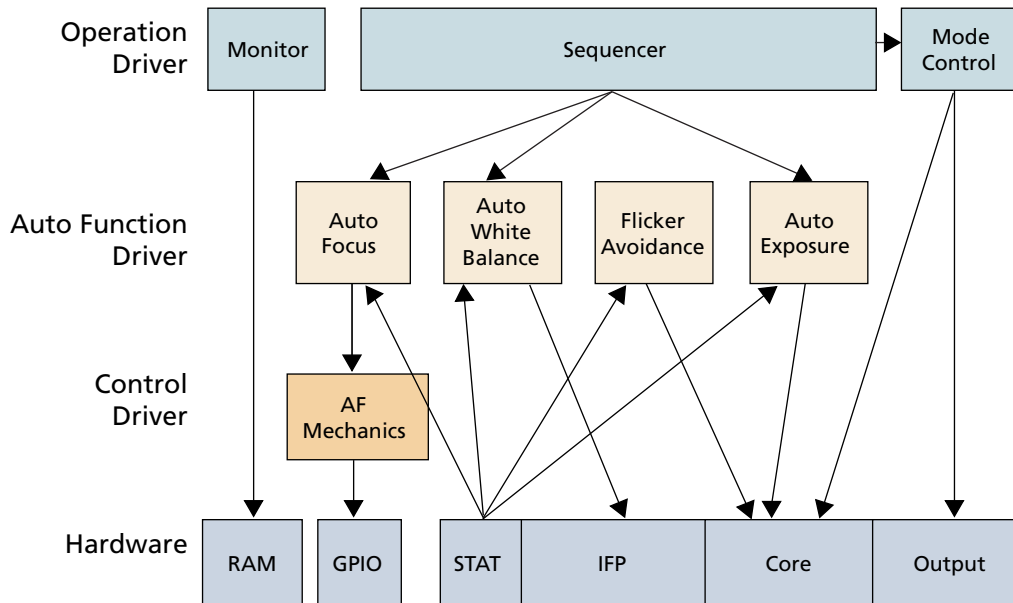 Operation
Driver
Monitor
Sequencer
Mode
Control
Auto Function
Driver
Auto
Focus
Auto
White
Balance
Flicker
Avoidance
Auto
Exposure
Control
Driver
AF
Mechanics
Hardware
RAM
GPIO
STAT
IFP
Core
Output